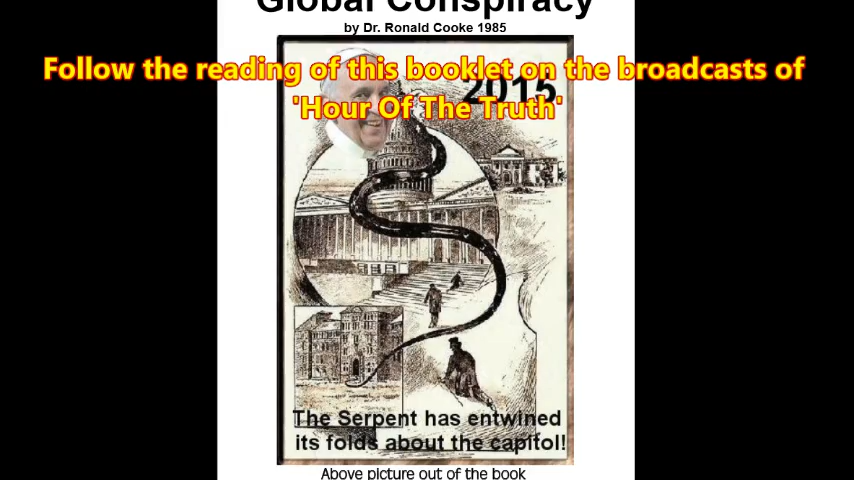 Global Conspiracy
by Dr. Ronald Cooke 1985
Follow the reading of this booklet on the broadcasts of
2015
'Hour Of The Truth'
The Serpent has entwined
its folds about the capitol!
Above picture out of the book